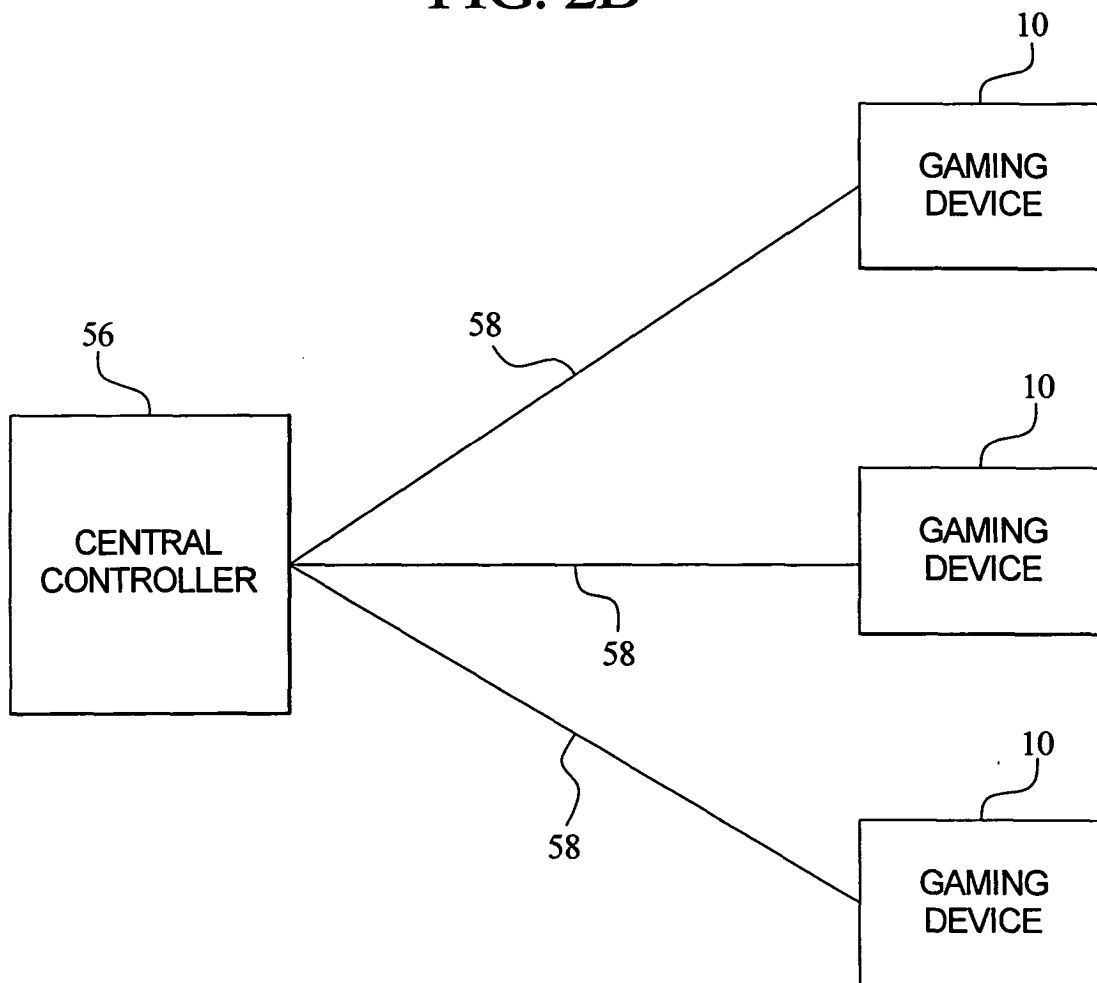 FIG. 2B
10
GAMING
DEVICE
58
56
10
CENTRAL
CONTROLLER
GAMING
DEVICE
58
10
58
GAMING
DEVICE